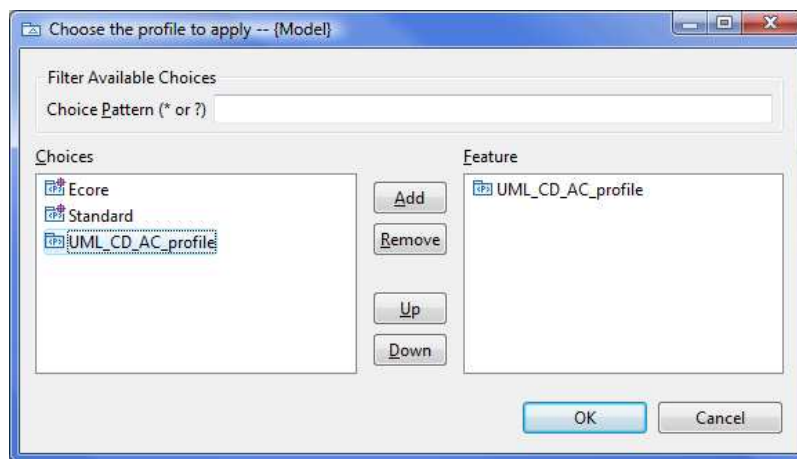 Choose the profile to apply -- {Model}
Filter Available Choices
Choice Pattern (* or ?)
Choices
Feature
Ecore
Standard
UML_CD_AC_profile
Add
Remove
Up
Down
UML_CD_AC_profile
OK
Cancel